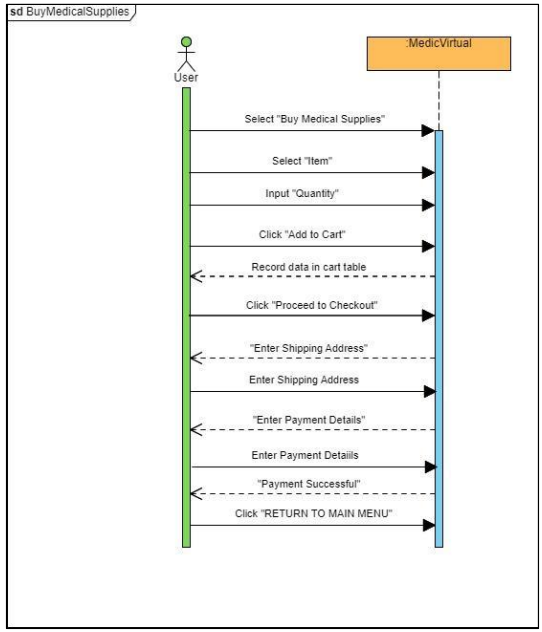 sd BuyMedicalSupplies
:MedicVirtual
User
Select "Buy Medical Supplies"
Select "Item"
Input "Quantity"
Click "Add to Cart"
Record data in cart table
Click "Proceed to Checkout"
"Enter Shipping Address"
Enter Shipping Address
"Enter Payment Details"
Enter Payment Detaiils
"Payment Successful"
Click "RETURN TO MAIN MENU"